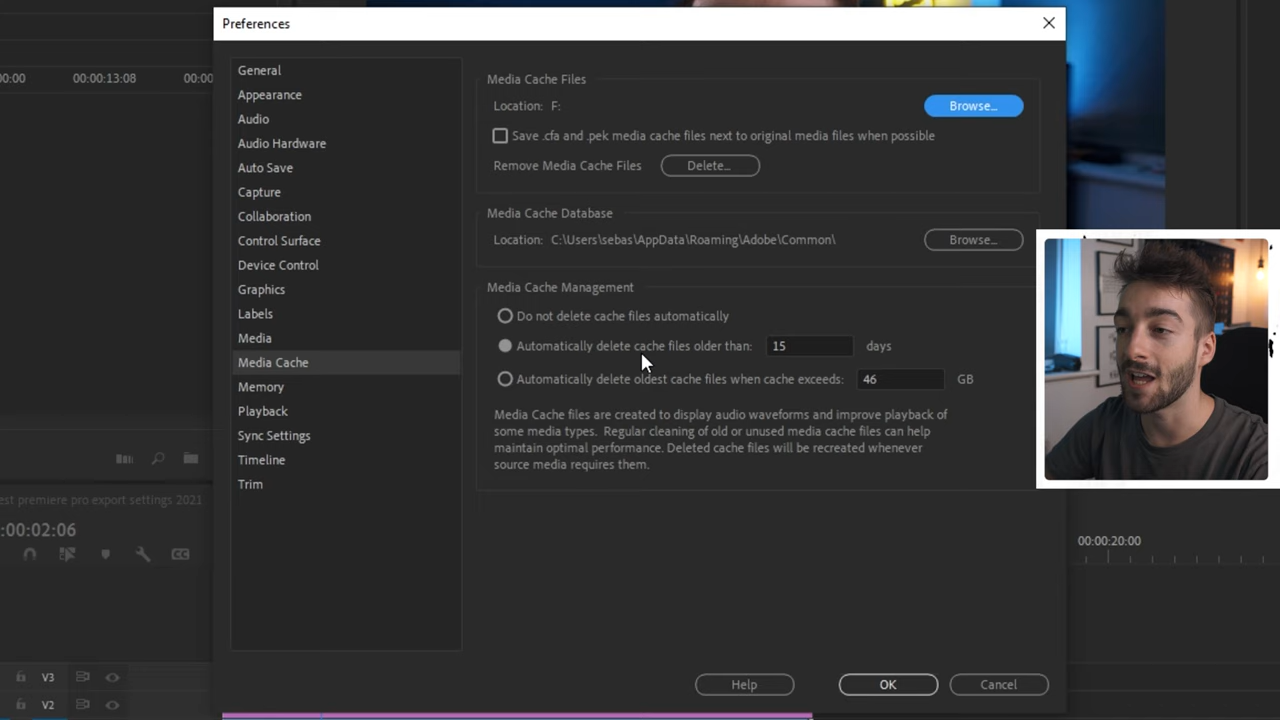 Preferences
General
Appearance
Audio
Audio Hardware
Auto Save
Capture
Collaboration
Control Surface
Device Control
Graphics
Labels
Media
Media Cache
Memory
Playback
Sync Settings
Timeline
Trim
Media Cache Files
Location: F:
Browse...
Save .cfa and .pek media cache files next to original media files when possible
Remove Media Cache Files
Delete...
Media Cache Database
Location: C:\Users\sebas\AppData\Roaming\Adobe\Common\
Browse...
Media Cache Management
Do not delete cache files automatically
Automatically delete cache files older than: 15 days
Automatically delete oldest cache files when cache exceeds: 46 GB
Media Cache files are created to display audio waveforms and improve playback of
some media types. Regular cleaning of old or unused media cache files can help
maintain optimal performance. Deleted cache files will be recreated whenever
source media requires them.
Help
OK
Cancel
:00:00
00:00:13:08
00:00
est premiere pro export settings 2021
:00:02:06
CC
00:00:20:00
V3
V2